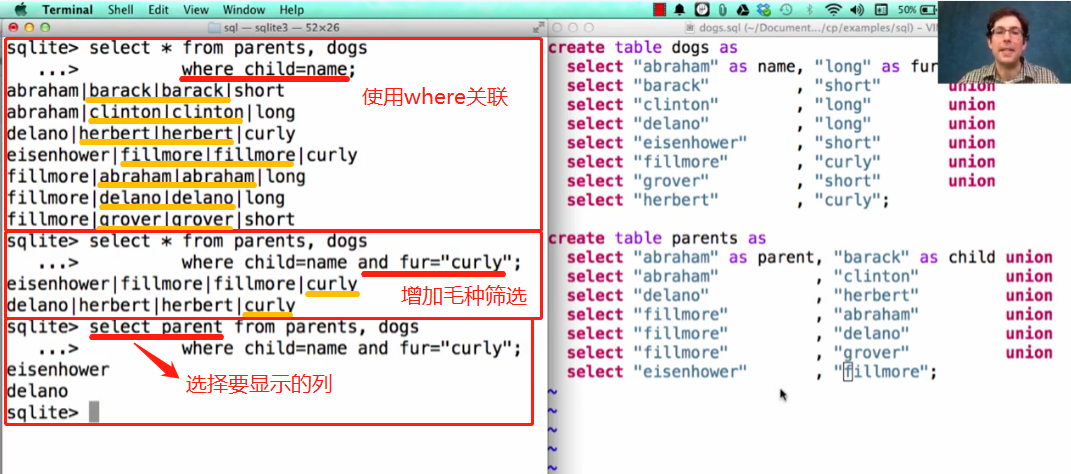 Terminal Shell Edit View Window Help 50%
sql — sqlite3 — 52×26
sqlite> select * from parents, dogs
...> where child=name;
使用where关联
abraham|barack|barack|short
abraham|clinton|clinton|long
delano|herbert|herbert|curly
eisenhower|fillmore|fillmore|curly
fillmore|abraham|abraham|long
fillmore|delano|delano|long
fillmore|grover|grover|short
sqlite> select * from parents, dogs
...> where child=name and fur="curly";
eisenhower|fillmore|fillmore|curly
增加毛种筛选
delano|herbert|herbert|curly
sqlite> select parent from parents, dogs
...> where child=name and fur="curly";
eisenhower
选择要显示的列
delano
sqlite>
dogs.sql (~/Document.../cp/examples/sql) – VI
create table dogs as
select "abraham" as name, "long" as fur
select "barack" , "short" union
select "clinton" , "long" union
select "delano" , "long" union
select "eisenhower" , "short" union
select "fillmore" , "curly" union
select "grover" , "short" union
select "herbert" , "curly";
create table parents as
select "abraham" as parent, "barack" as child union
select "abraham" , "clinton" union
select "delano" , "herbert" union
select "fillmore" , "abraham" union
select "fillmore" , "delano" union
select "fillmore" , "grover" union
select "eisenhower" , "fillmore";
~
~
~
~
~